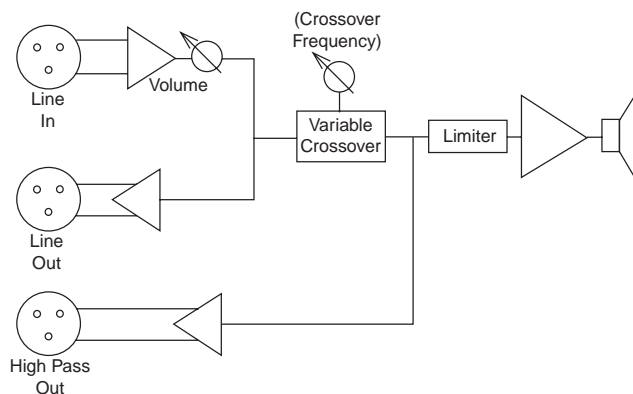 (Crossover
Frequency)
Line
In
Volume
Variable
Crossover
Limiter
Line
Out
High Pass
Out